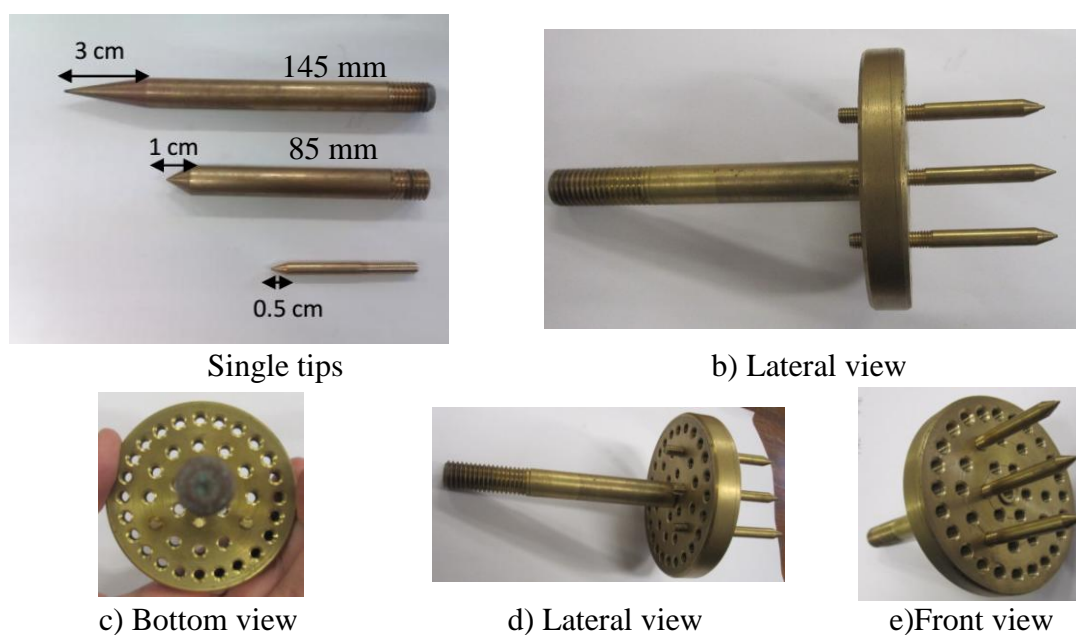 3 cm
145 mm
1 cm
85 mm
0.5 cm
Single tips
b) Lateral view
c) Bottom view
d) Lateral view
e)Front view